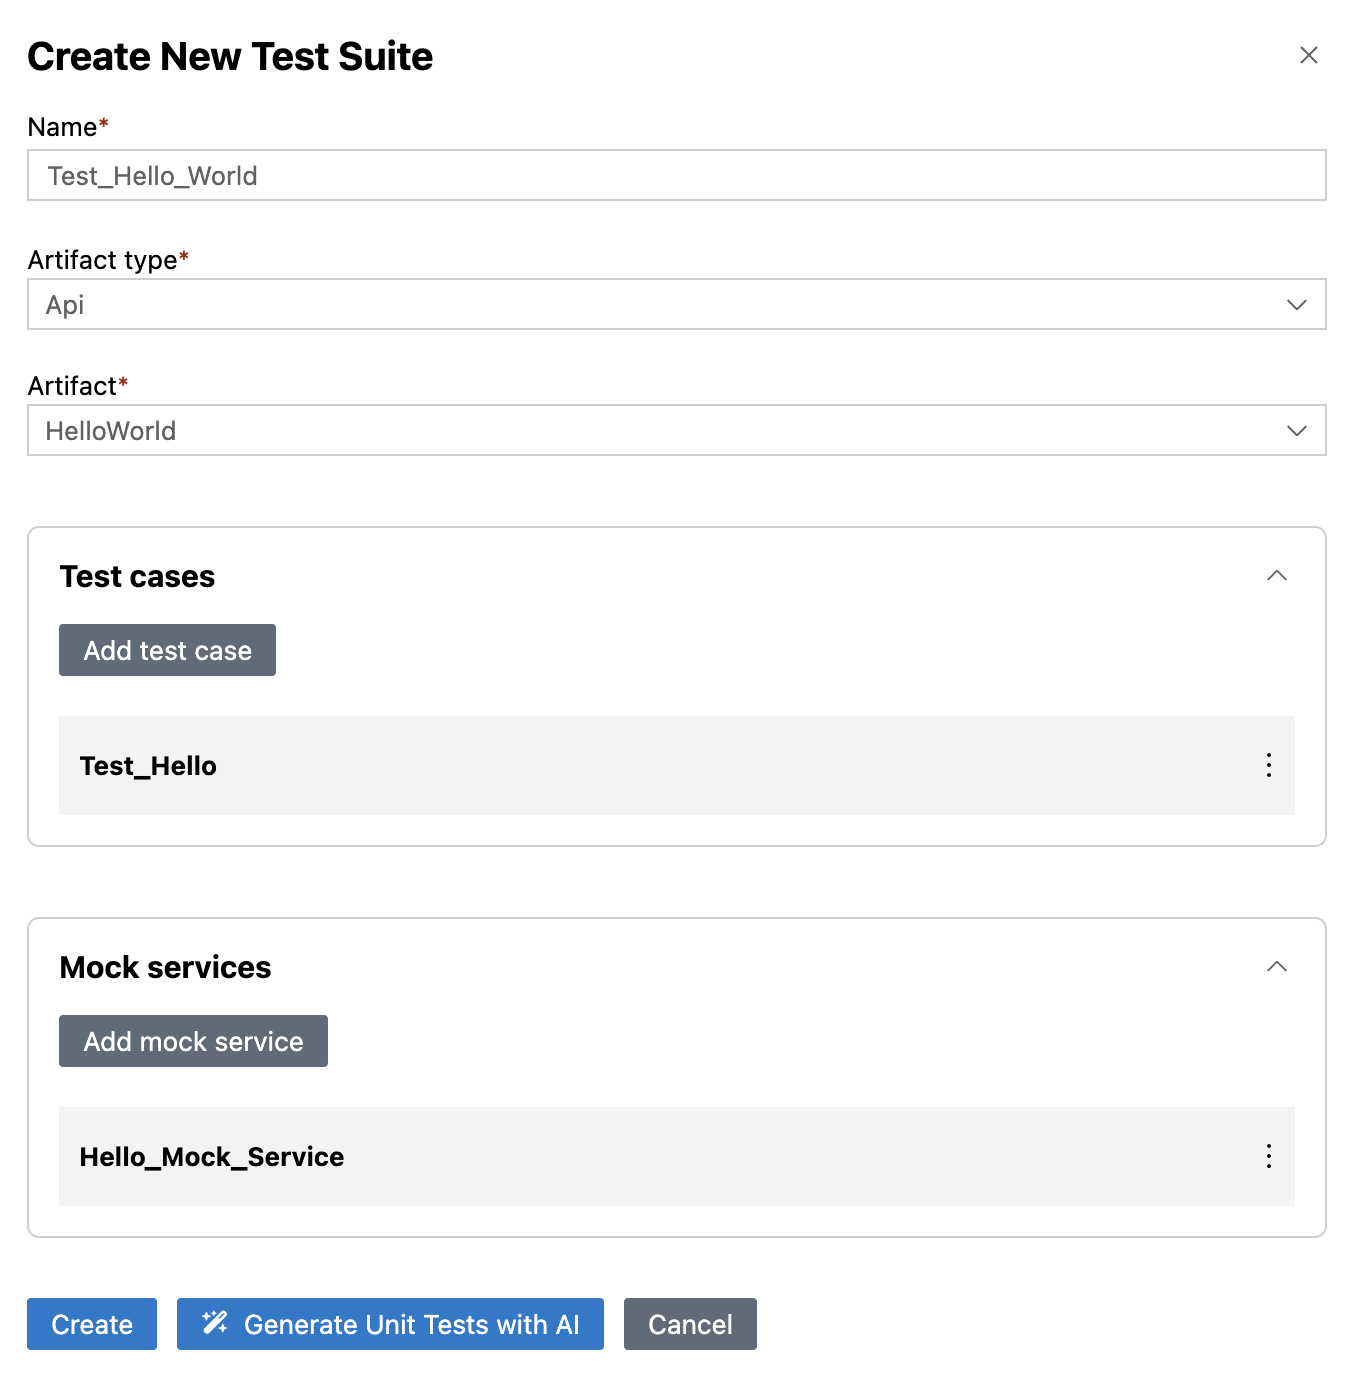 Create New Test Suite
Name*
Test_Hello_World
Artifact type*
Api
Artifact*
HelloWorld
Test cases
Add test case
Test_Hello
Mock services
Add mock service
Hello_Mock_Service
Create
Generate Unit Tests with AI
Cancel